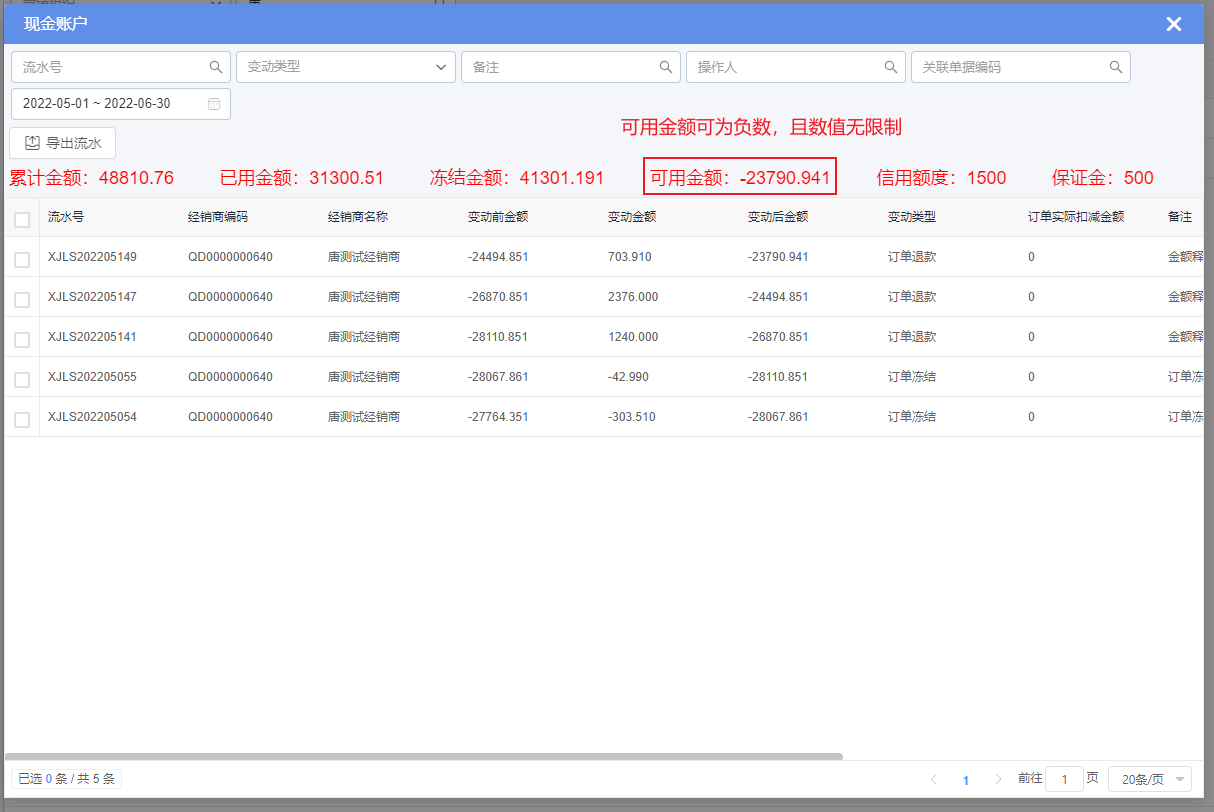 现金账户
流水号 变动类型 备注 操作人 关联单据编码
2022-05-01 ~ 2022-06-30
可用金额可为负数，且数值无限制
导出流水
累计金额：48810.76 已用金额：31300.51 冻结金额：41301.191 可用金额：-23790.941 信用额度：1500 保证金：500
流水号 经销商编码 经销商名称 变动前金额 变动金额 变动后金额 变动类型 订单实际扣减金额 备注
XJLS202205149 QD0000000640 唐测试经销商 -24494.851 703.910 -23790.941 订单退款 0 金额释
XJLS202205147 QD0000000640 唐测试经销商 -26870.851 2376.000 -24494.851 订单退款 0 金额释
XJLS202205141 QD0000000640 唐测试经销商 -28110.851 1240.000 -26870.851 订单退款 0 金额释
XJLS202205055 QD0000000640 唐测试经销商 -28067.861 -42.990 -28110.851 订单冻结 0 订单冻
XJLS202205054 QD0000000640 唐测试经销商 -27764.351 -303.510 -28067.861 订单冻结 0 订单冻
已选 0 条 / 共 5 条 1 前往 1 页 20条/页